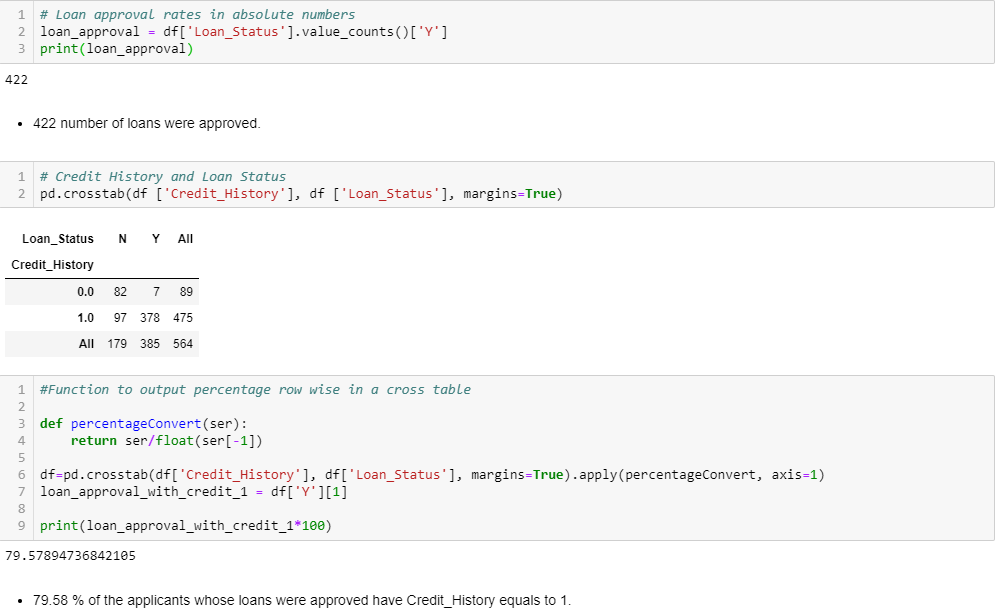 1 # Loan approval rates in absolute numbers
2 loan_approval = df['Loan_Status'].value_counts()['Y']
3 print(loan_approval)
422
• 422 number of loans were approved.
1 # Credit History and Loan Status
2 pd.crosstab(df ['Credit_History'], df ['Loan_Status'], margins=True)
Loan_Status N Y All
Credit_History
0.0 82 7 89
1.0 97 378 475
All 179 385 564
1 #Function to output percentage row wise in a cross table
2
3 def percentageConvert(ser):
4     return ser/float(ser[-1])
5
6 df=pd.crosstab(df['Credit_History'], df['Loan_Status'], margins=True).apply(percentageConvert, axis=1)
7 loan_approval_with_credit_1 = df['Y'][1]
8
9 print(loan_approval_with_credit_1*100)
79.57894736842105
• 79.58 % of the applicants whose loans were approved have Credit_History equals to 1.